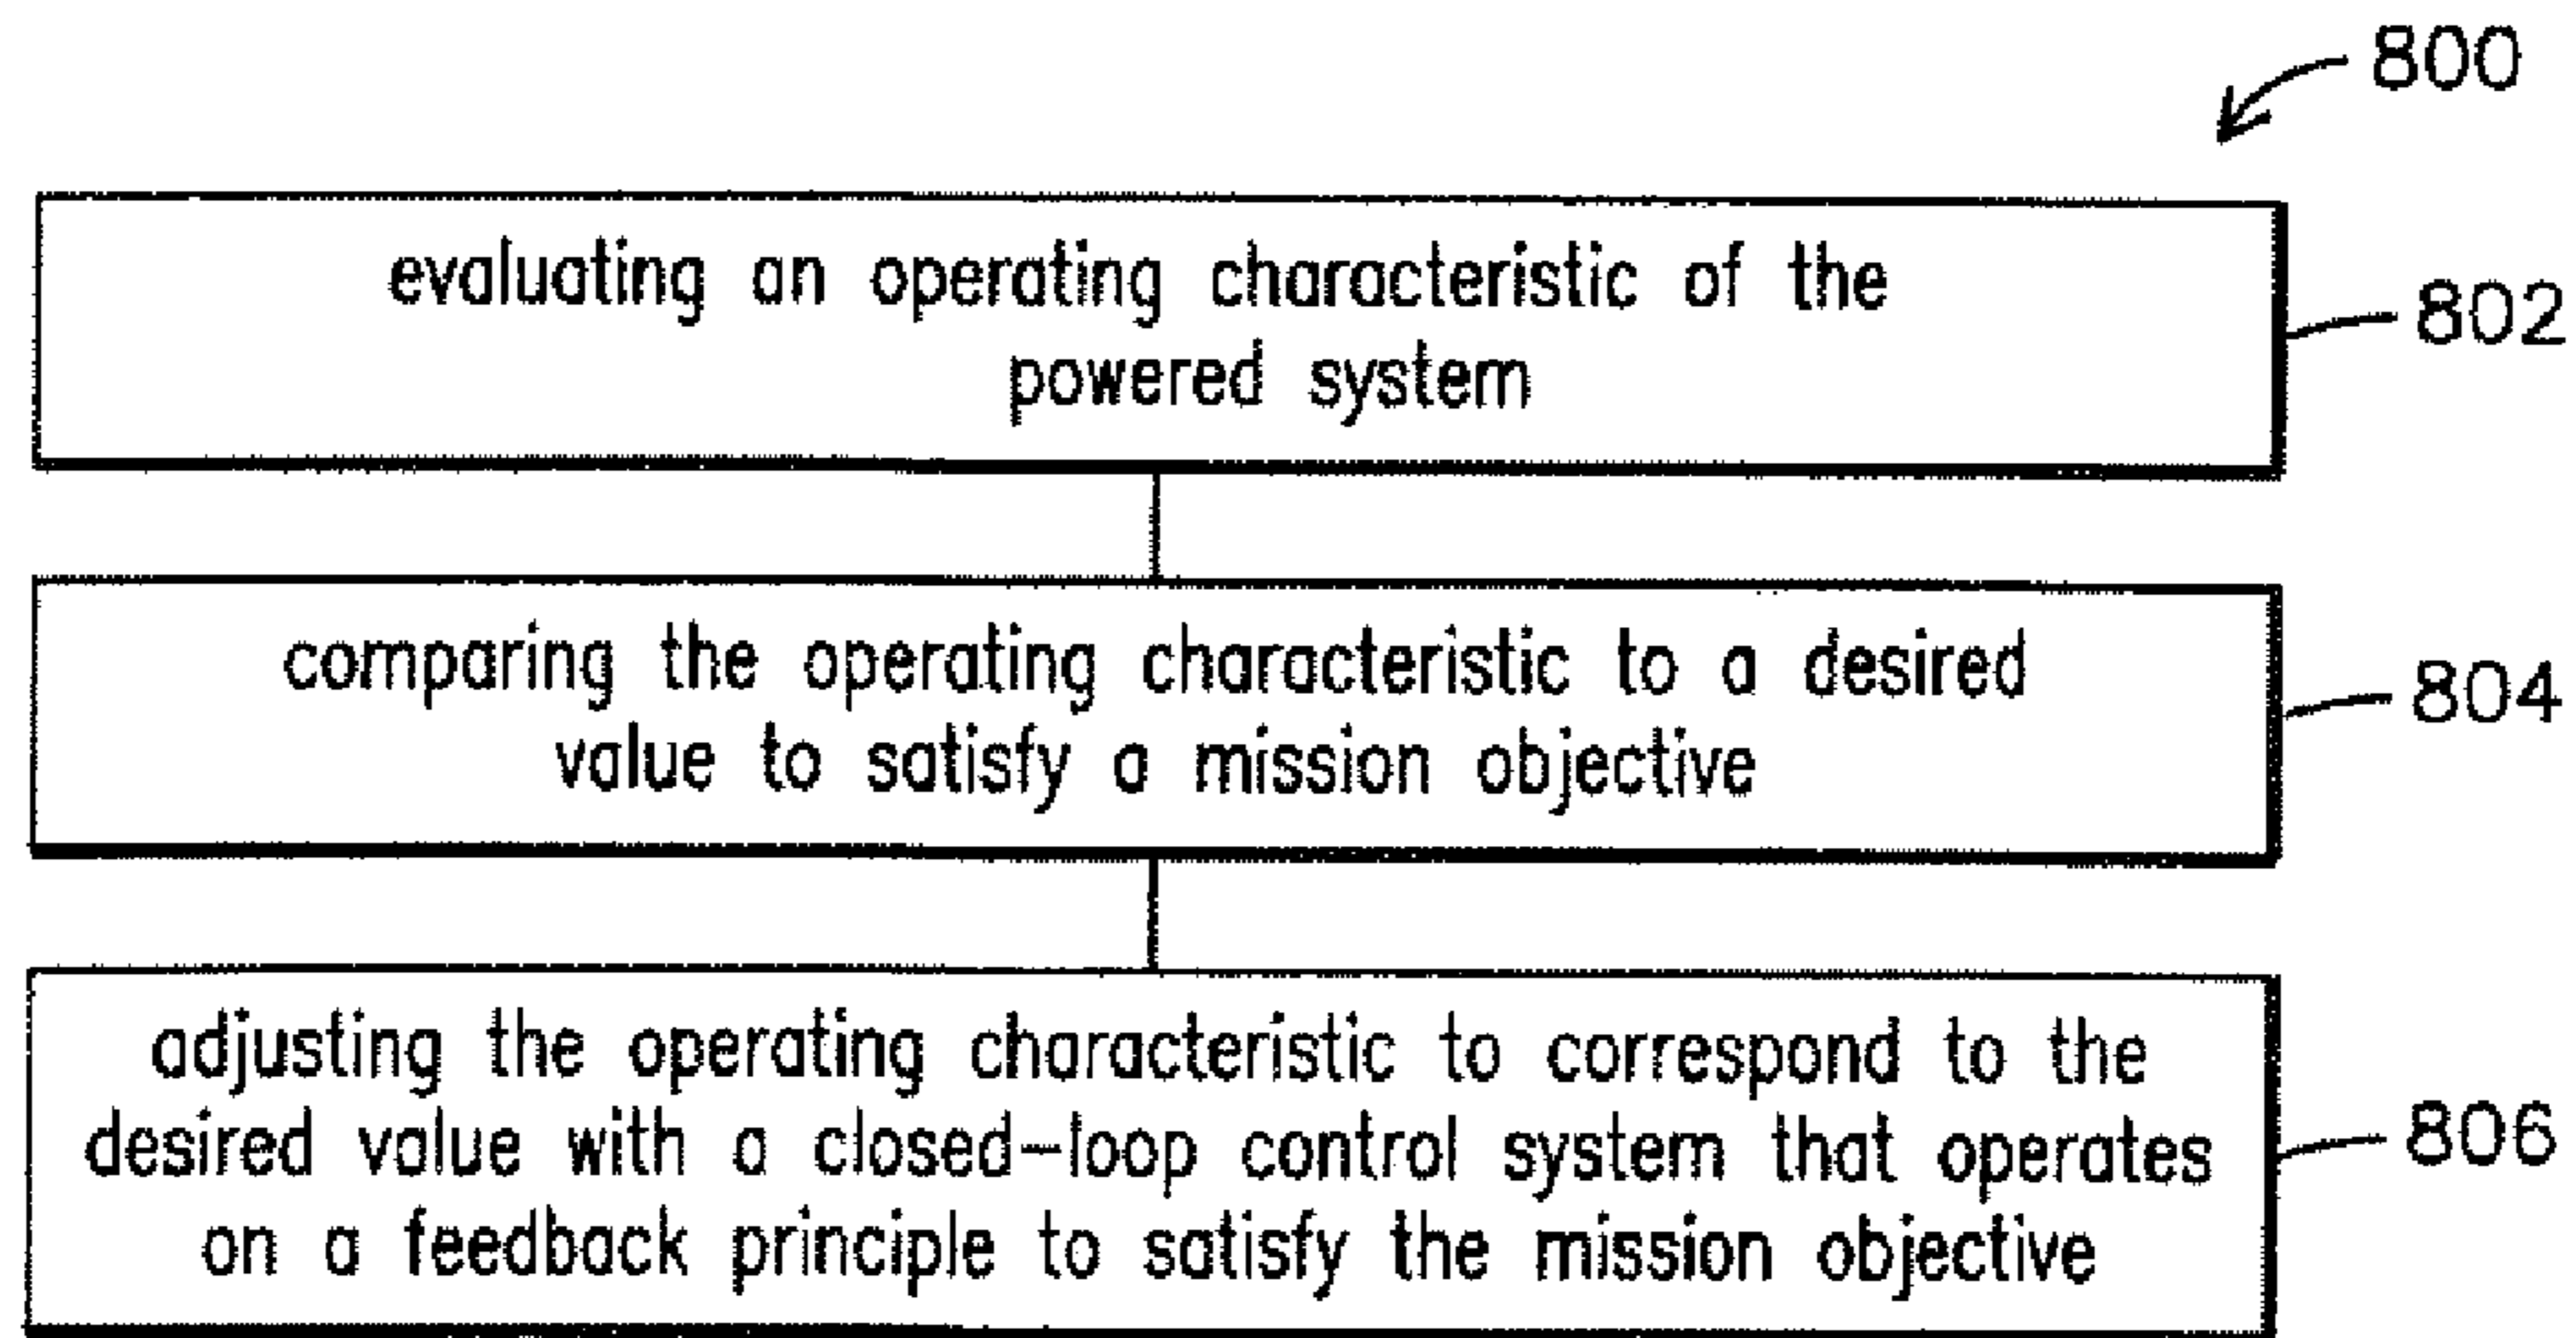 800
evaluating an operating characteristic of the
powered system
802
comparing the operating characteristic to a desired
value to satisfy a mission objective
804
adjusting the operating characteristic to correspond to the
desired value with a closed-loop control system that operates
on a feedback principle to satisfy the mission objective
806